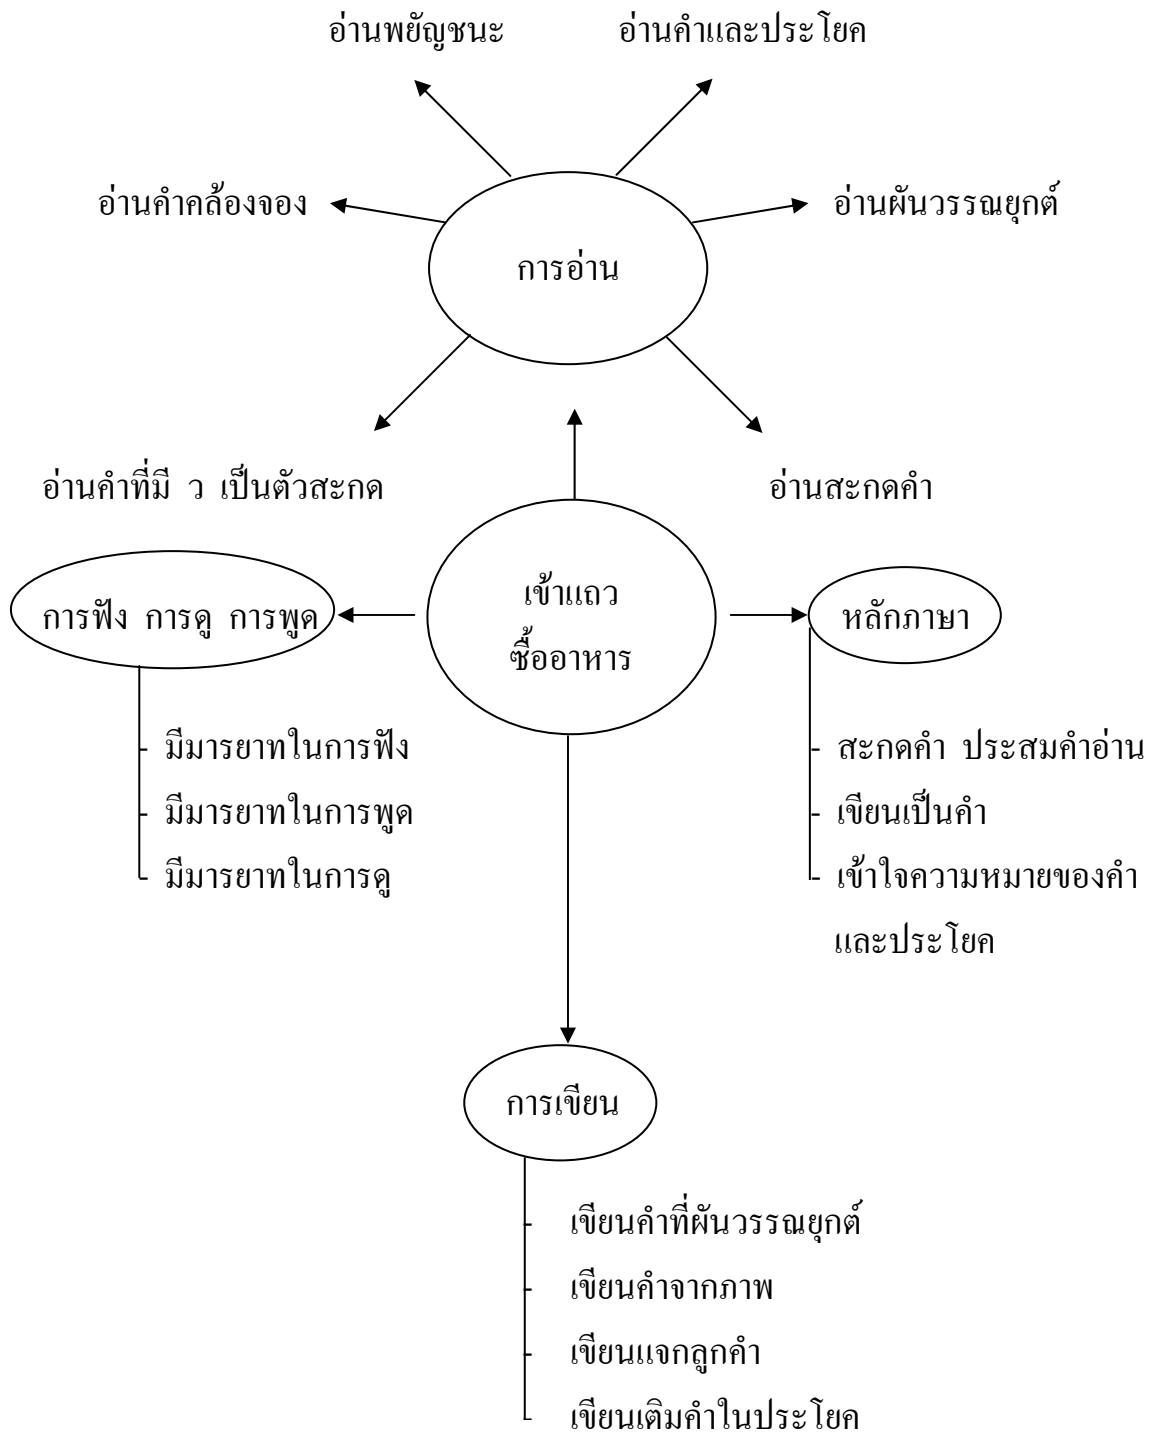 อ่านพยัญชนะ อ่านคำและประโยค
อ่านคำคล้องจอง อ่านผันวรรณยุกต์
การอ่าน
อ่านคำที่มี ว เป็นตัวสะกด อ่านสะกดคำ
เข้าแถว
ซื้ออาหาร
การฟัง การดู การพูด
- มีมารยาทในการฟัง
- มีมารยาทในการพูด
- มีมารยาทในการดู
หลักภาษา
- สะกดคำ ประสมคำอ่าน
- เขียนเป็นคำ
- เข้าใจความหมายของคำ
และประโยค
การเขียน
- เขียนคำที่ผันวรรณยุกต์
- เขียนคำจากภาพ
- เขียนแจกลูกคำ
- เขียนเติมคำในประโยค